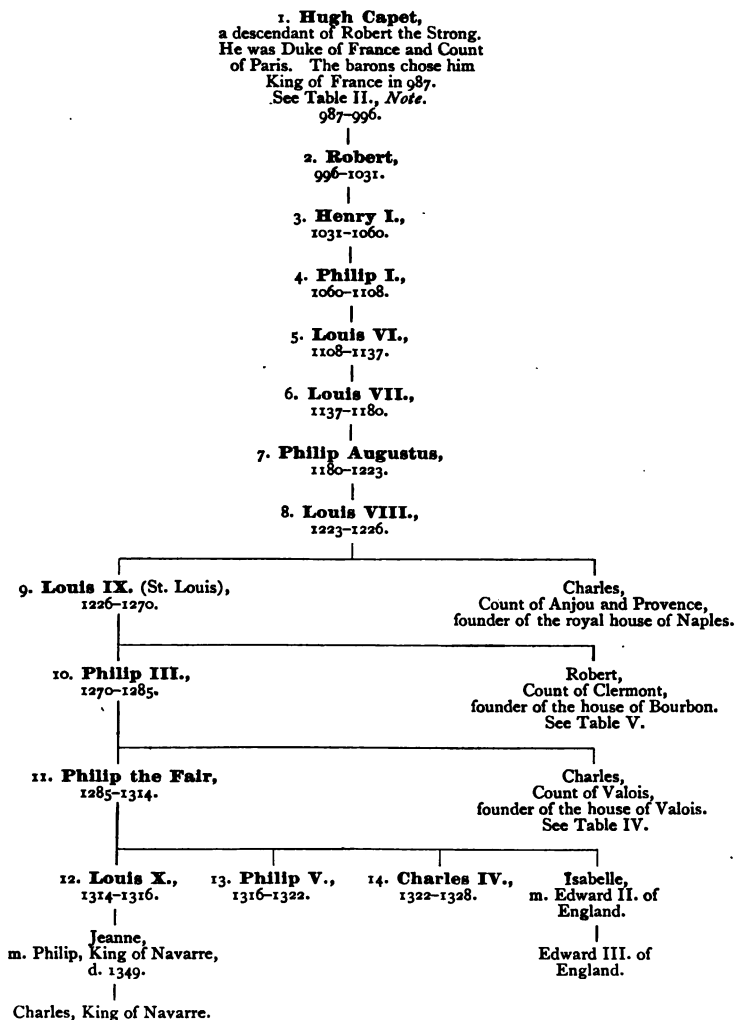 1. Hugh Capet,
a descendant of Robert the Strong.
He was Duke of France and Count
of Paris. The barons chose him
King of France in 987.
See Table II., Note.
987–996.
2. Robert,
996–1031.
3. Henry I.,
1031–1060.
4. Philip I.,
1060–1108.
5. Louis VI.,
1108–1137.
6. Louis VII.,
1137–1180.
7. Philip Augustus,
1180–1223.
8. Louis VIII.,
1223–1226.
9. Louis IX. (St. Louis),
1226–1270.
Charles,
Count of Anjou and Provence,
founder of the royal house of Naples.
10. Philip III.,
1270–1285.
Robert,
Count of Clermont,
founder of the house of Bourbon.
See Table V.
11. Philip the Fair,
1285–1314.
Charles,
Count of Valois,
founder of the house of Valois.
See Table IV.
12. Louis X.,
1314–1316.
13. Philip V.,
1316–1322.
14. Charles IV.,
1322–1328.
Isabelle,
m. Edward II. of
England.
Jeanne,
m. Philip, King of Navarre,
d. 1349.
Edward III. of
England.
Charles, King of Navarre.